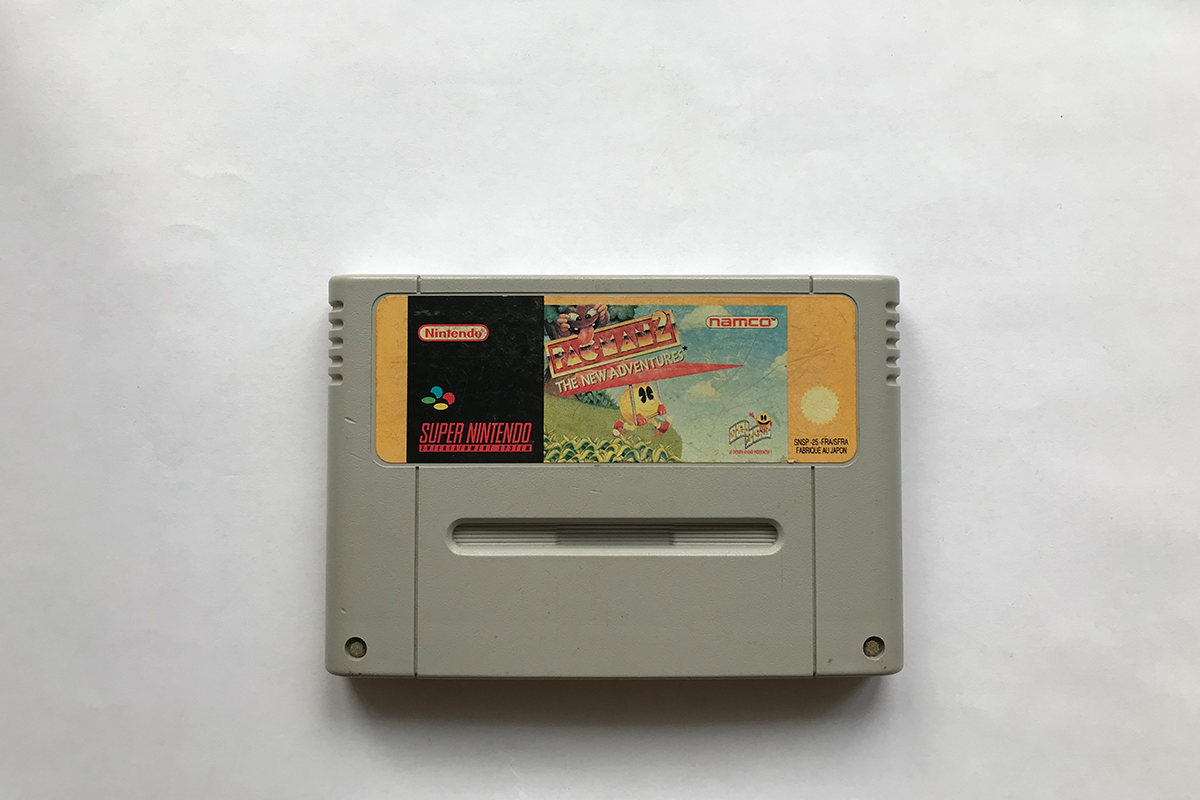 Nintendo
SUPER NINTENDO
ENTERTAINMENT SYSTEM
PAC-MAN 2
THE NEW ADVENTURES
namco
SNSP-25-FRA/SFRA
FABRIQUE AU JAPON